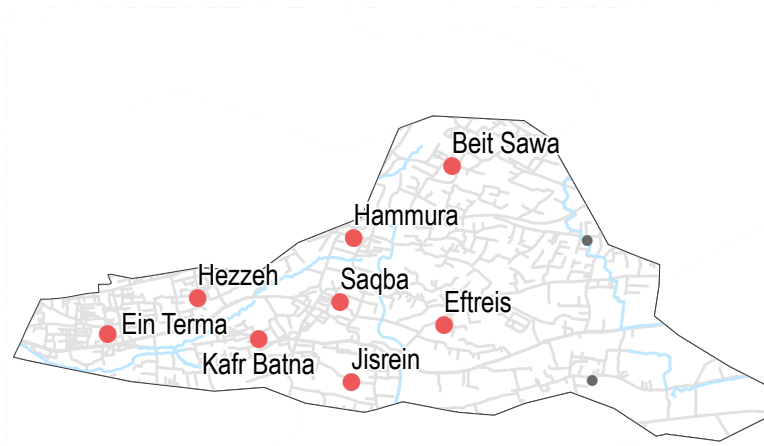 Beit Sawa
Hammura
Hezzeh
Saqba
Eftreis
Ein Terma
Kafr Batna
Jisrein